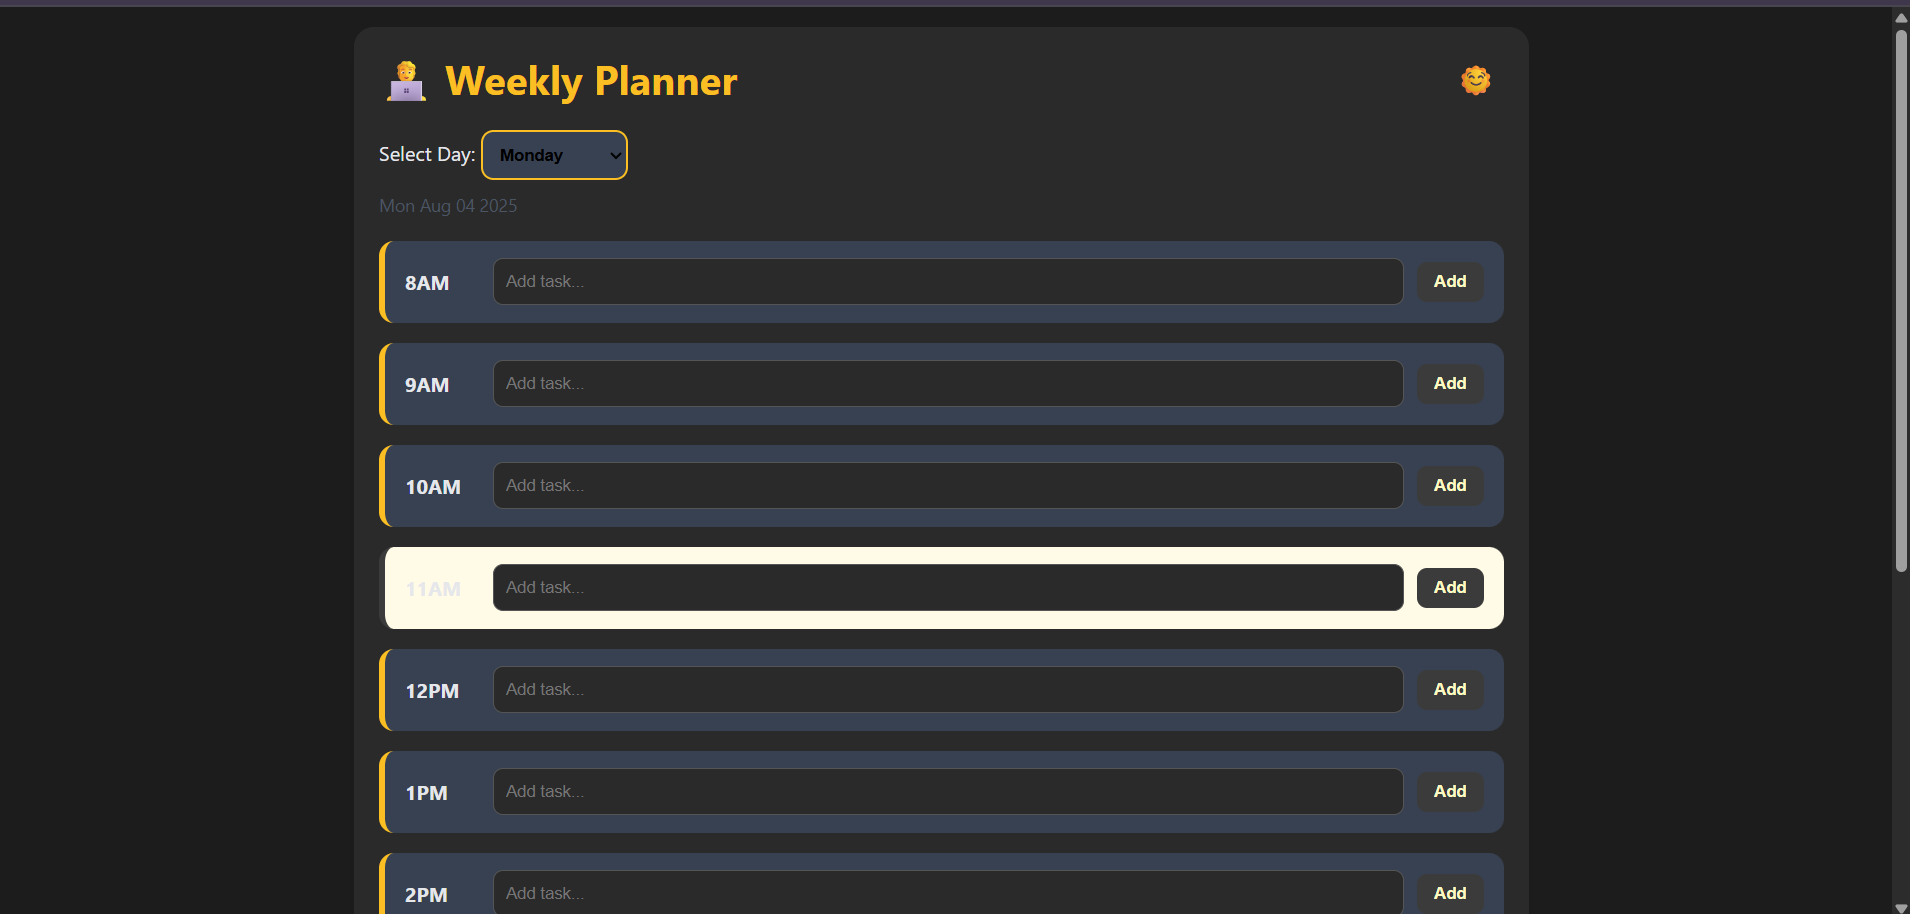 Weekly Planner
Select Day: Monday
Mon Aug 04 2025
8AM Add task... Add
9AM Add task... Add
10AM Add task... Add
11AM Add task... Add
12PM Add task... Add
1PM Add task... Add
2PM Add task... Add